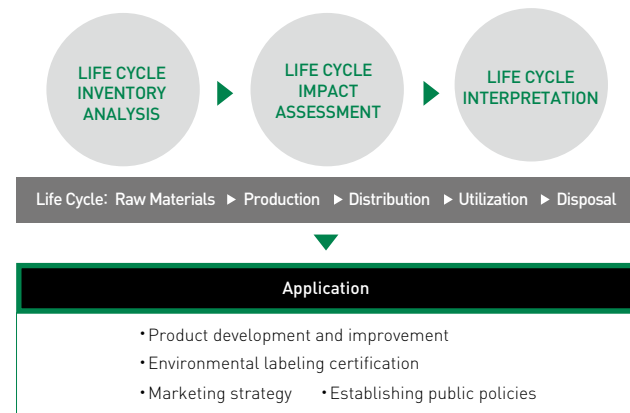 LIFE CYCLE
INVENTORY
ANALYSIS
LIFE CYCLE
IMPACT
ASSESSMENT
LIFE CYCLE
INTERPRETATION
Life Cycle: Raw Materials ▶ Production ▶ Distribution ▶ Utilization ▶ Disposal
Application
•Product development and improvement
•Environmental labeling certification
•Marketing strategy •Establishing public policies